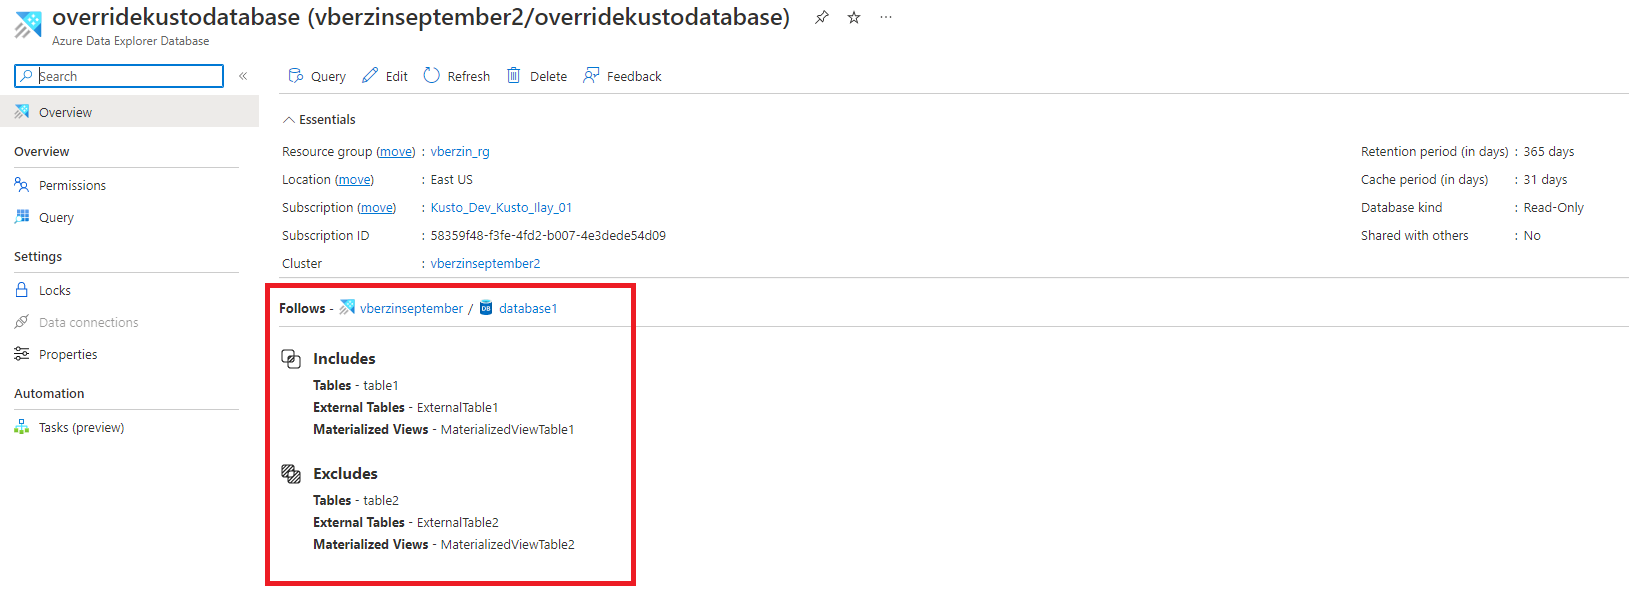 overridekustodatabase (vberzinseptember2/overridekustodatabase)
Azure Data Explorer Database
Search
«
Query Edit Refresh Delete Feedback
Overview
Overview
Permissions
Query
Settings
Locks
Data connections
Properties
Automation
Tasks (preview)
Essentials
Resource group (move) : vberzin_rg
Location (move) : East US
Subscription (move) : Kusto_Dev_Kusto_Ilay_01
Subscription ID : 58359f48-f3fe-4fd2-b007-4e3dede54d09
Cluster : vberzinseptember2
Retention period (in days) : 365 days
Cache period (in days) : 31 days
Database kind : Read-Only
Shared with others : No
Follows - vberzinseptember / DB database1
Includes
Tables - table1
External Tables - ExternalTable1
Materialized Views - MaterializedViewTable1
Excludes
Tables - table2
External Tables - ExternalTable2
Materialized Views - MaterializedViewTable2